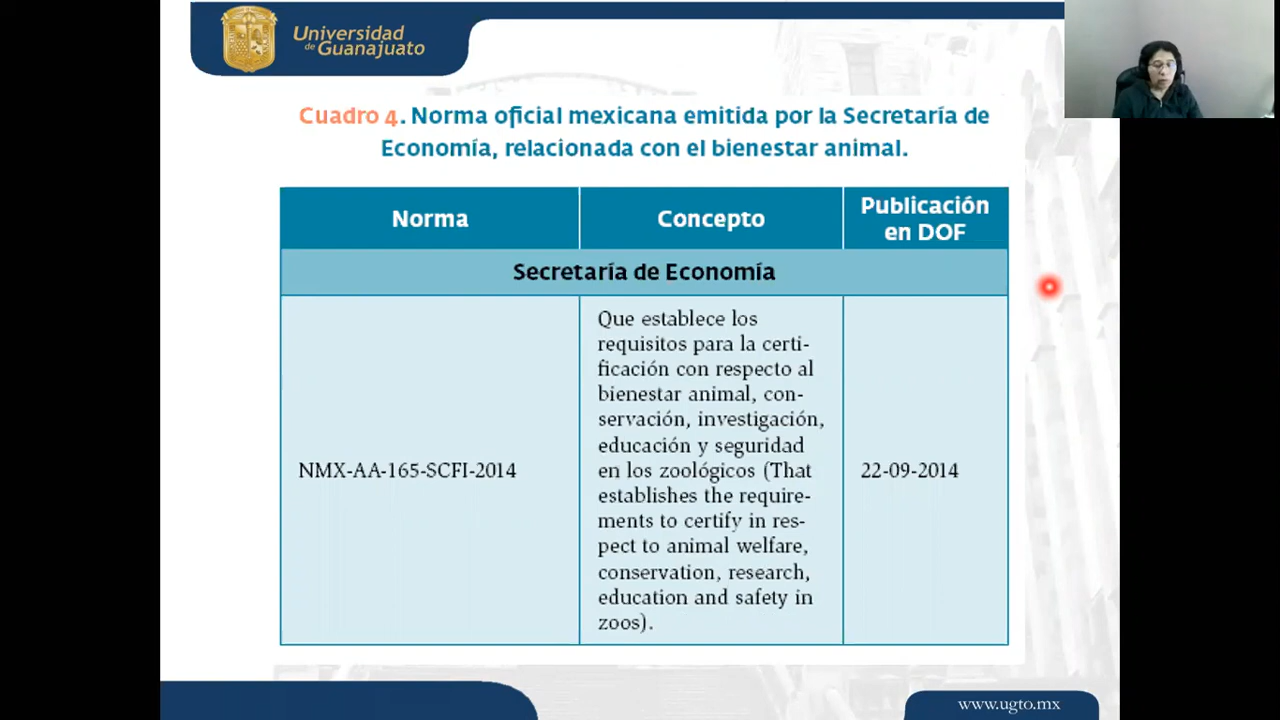 Universidad
de Guanajuato
Cuadro 4. Norma oficial mexicana emitida por la Secretaría de
Economía, relacionada con el bienestar animal.
Norma
Concepto
Publicación
en DOF
Secretaría de Economía
NMX-AA-165-SCFI-2014
Que establece los
requisitos para la certi-
ficación con respecto al
bienestar animal, con-
servación, investigación,
educación y seguridad
en los zoológicos (That
establishes the require-
ments to certify in res-
pect to animal welfare,
conservation, research,
education and safety in
zoos).
22-09-2014
www.ugto.mx